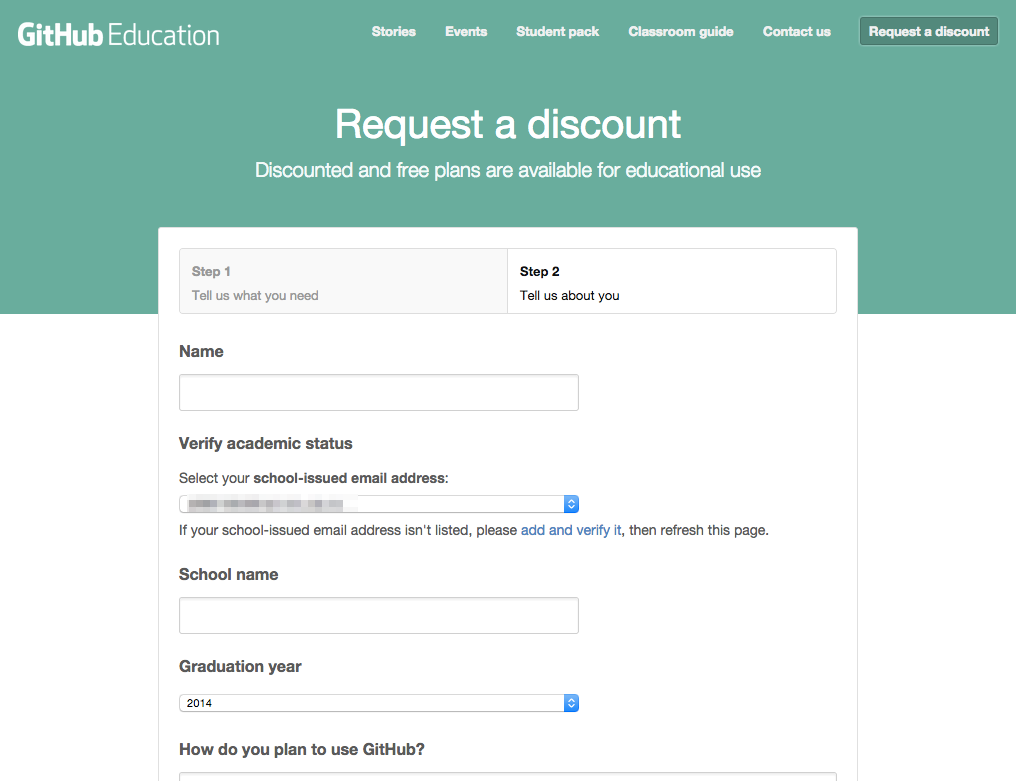 GitHub Education
Stories Events Student pack Classroom guide Contact us Request a discount
Request a discount
Discounted and free plans are available for educational use
Step 1
Tell us what you need
Step 2
Tell us about you
Name
Verify academic status
Select your school-issued email address:
If your school-issued email address isn't listed, please add and verify it, then refresh this page.
School name
Graduation year
2014
How do you plan to use GitHub?